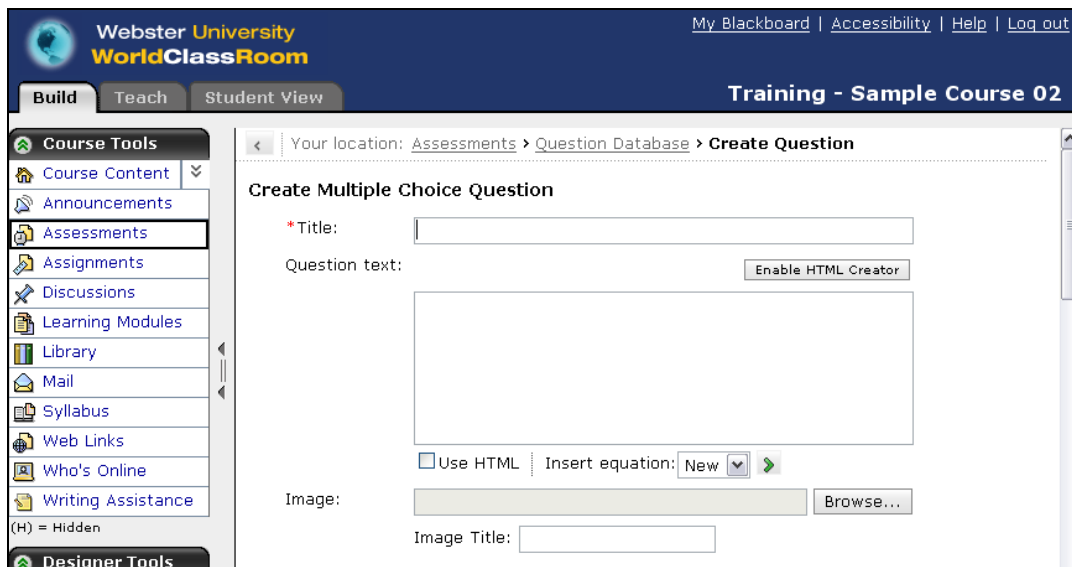 Webster University
WorldClassRoom
My Blackboard | Accessibility | Help | Log out
Build Teach Student View
Training - Sample Course 02
Course Tools
Course Content
Announcements
Assessments
Assignments
Discussions
Learning Modules
Library
Mail
Syllabus
Web Links
Who's Online
Writing Assistance
(H) = Hidden
Designer Tools
Your location: Assessments › Question Database › Create Question
Create Multiple Choice Question
*Title:
Question text:
Enable HTML Creator
Use HTML Insert equation: New
Image: Browse...
Image Title: